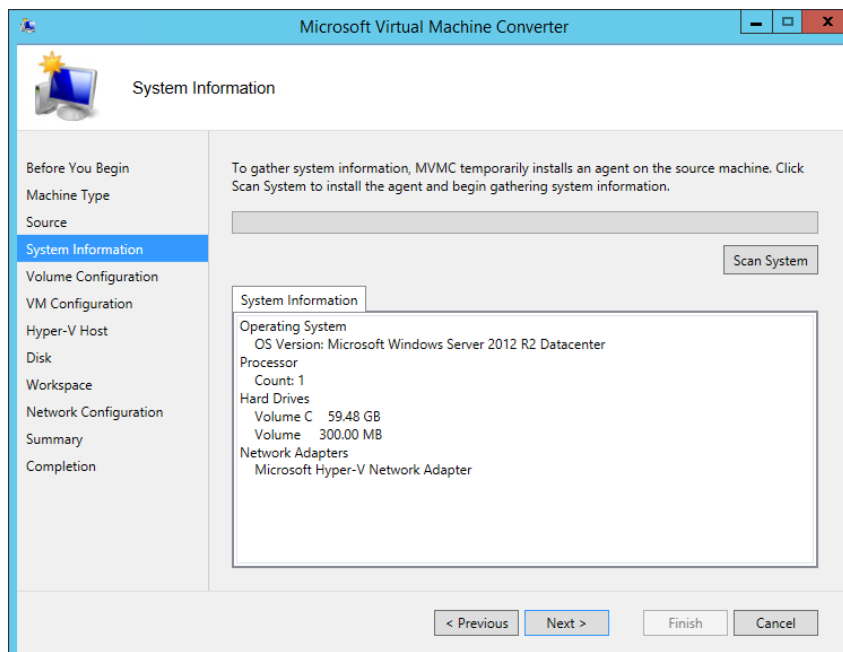 Microsoft Virtual Machine Converter
System Information
Before You Begin
Machine Type
Source
System Information
Volume Configuration
VM Configuration
Hyper-V Host
Disk
Workspace
Network Configuration
Summary
Completion
To gather system information, MVMC temporarily installs an agent on the source machine. Click
Scan System to install the agent and begin gathering system information.
Scan System
System Information
Operating System
OS Version: Microsoft Windows Server 2012 R2 Datacenter
Processor
Count: 1
Hard Drives
Volume C 59.48 GB
Volume 300.00 MB
Network Adapters
Microsoft Hyper-V Network Adapter
< Previous
Next >
Finish
Cancel